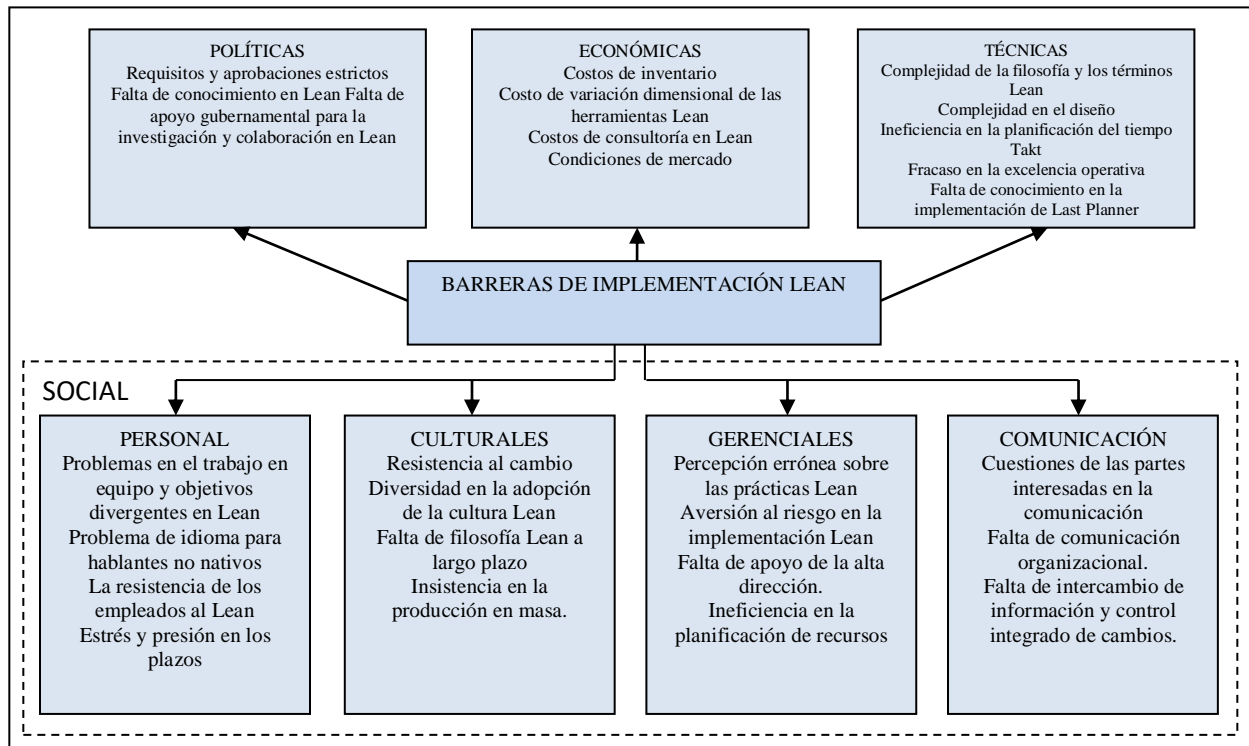 POLÍTICAS
Requisitos y aprobaciones estrictos
Falta de conocimiento en Lean Falta de
apoyo gubernamental para la
investigación y colaboración en Lean
ECONÓMICAS
Costos de inventario
Costo de variación dimensional de las
herramientas Lean
Costos de consultoría en Lean
Condiciones de mercado
TÉCNICAS
Complejidad de la filosofía y los términos
Lean
Complejidad en el diseño
Ineficiencia en la planificación del tiempo
Takt
Fracaso en la excelencia operativa
Falta de conocimiento en la
implementación de Last Planner
BARRERAS DE IMPLEMENTACIÓN LEAN
SOCIAL
PERSONAL
Problemas en el trabajo en
equipo y objetivos
divergentes en Lean
Problema de idioma para
hablantes no nativos
La resistencia de los
empleados al Lean
Estrés y presión en los
plazos
CULTURALES
Resistencia al cambio
Diversidad en la adopción
de la cultura Lean
Falta de filosofía Lean a
largo plazo
Insistencia en la
producción en masa.
GERENCIALES
Percepción errónea sobre
las prácticas Lean
Aversión al riesgo en la
implementación Lean
Falta de apoyo de la alta
dirección.
Ineficiencia en la
planificación de recursos
COMUNICACIÓN
Cuestiones de las partes
interesadas en la
comunicación
Falta de comunicación
organizacional.
Falta de intercambio de
información y control
integrado de cambios.